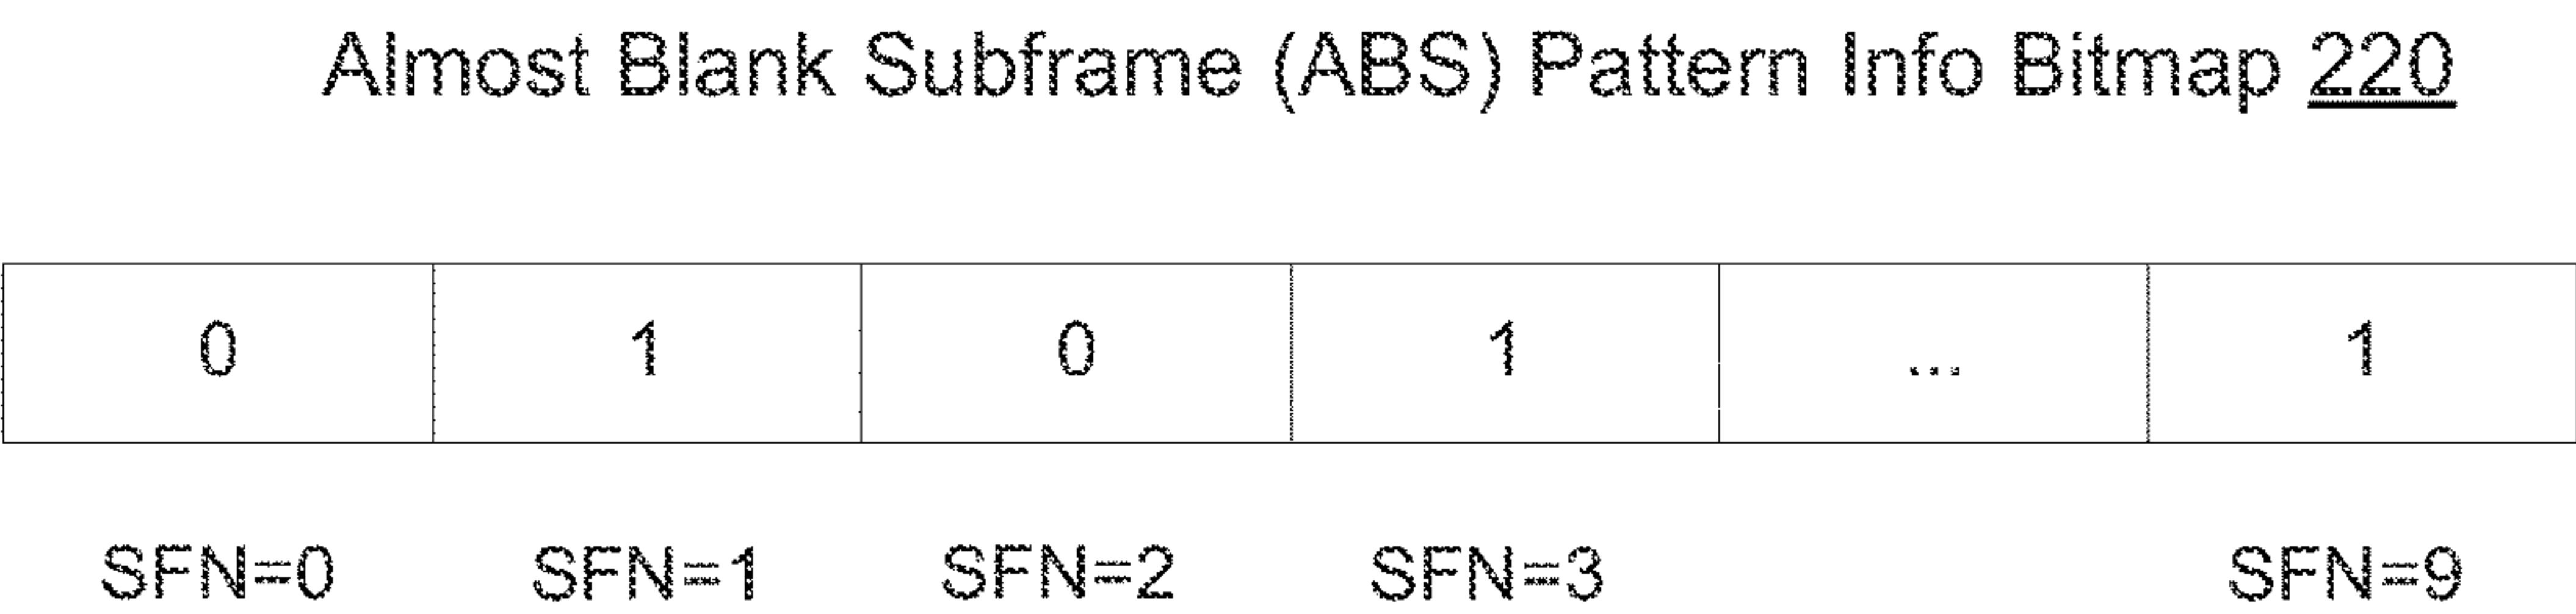 Almost Blank Subframe (ABS) Pattern Info Bitmap 220
0 1 0 1 ... 1
SFN=0 SFN=1 SFN=2 SFN=3 SFN=9